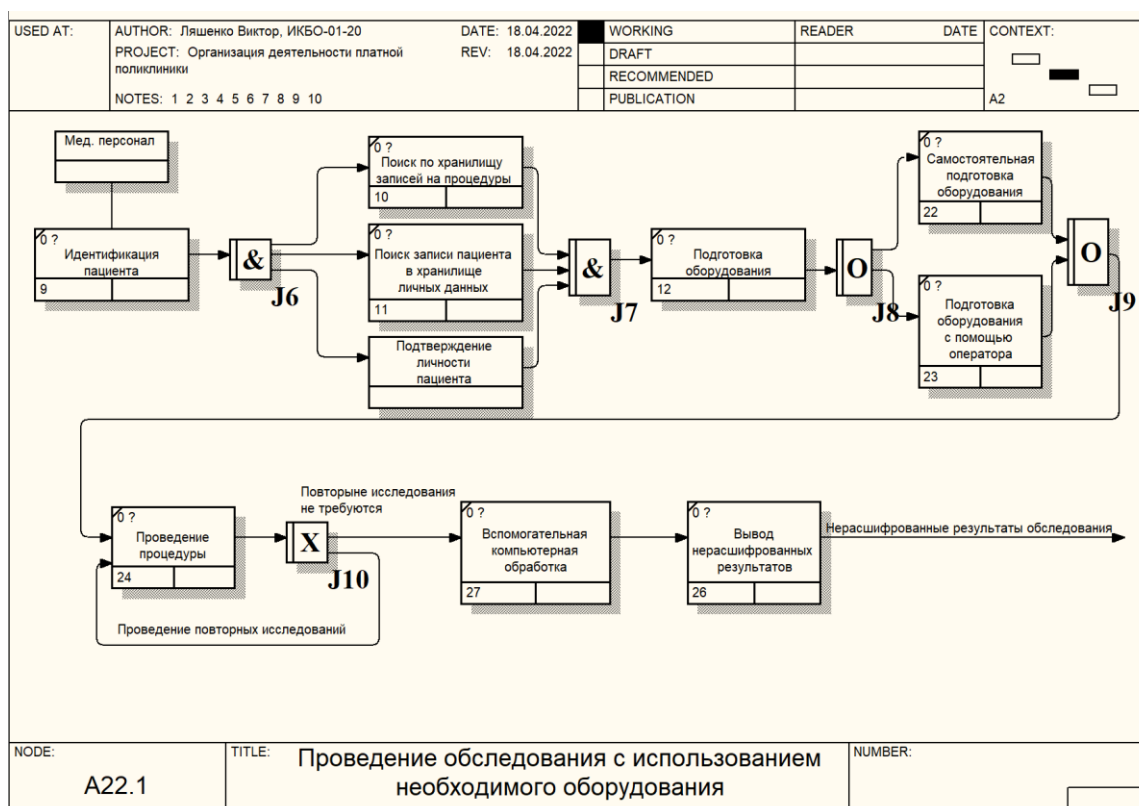 USED AT:
AUTHOR: Ляшенко Виктор, ИКБО-01-20
DATE: 18.04.2022
PROJECT: Организация деятельности платной
поликлиники
REV: 18.04.2022
NOTES: 1 2 3 4 5 6 7 8 9 10
WORKING
DRAFT
RECOMMENDED
PUBLICATION
READER DATE
CONTEXT:
A2
Мед. персонал
0 ?
Идентификация
пациента
9
&
J6
0 ?
Поиск по хранилищу
записей на процедуры
10
0 ?
Поиск записи пациента
в хранилище
личных данных
11
Подтверждение
личности
пациента
&
J7
0 ?
Подготовка
оборудования
12
O
J8
0 ?
Самостоятельная
подготовка
оборудования
22
0 ?
Подготовка
оборудования
с помощью
оператора
23
O
J9
0 ?
Проведение
процедуры
24
X
J10
Повторыне исследования
не требуются
Проведение повторных исследований
0 ?
Вспомогательная
компьютерная
обработка
27
0 ?
Вывод
нерасшифрованных
результатов
26
Нерасшифрованные результаты обследования
NODE:
A22.1
TITLE:
Проведение обследования с использованием
необходимого оборудования
NUMBER: